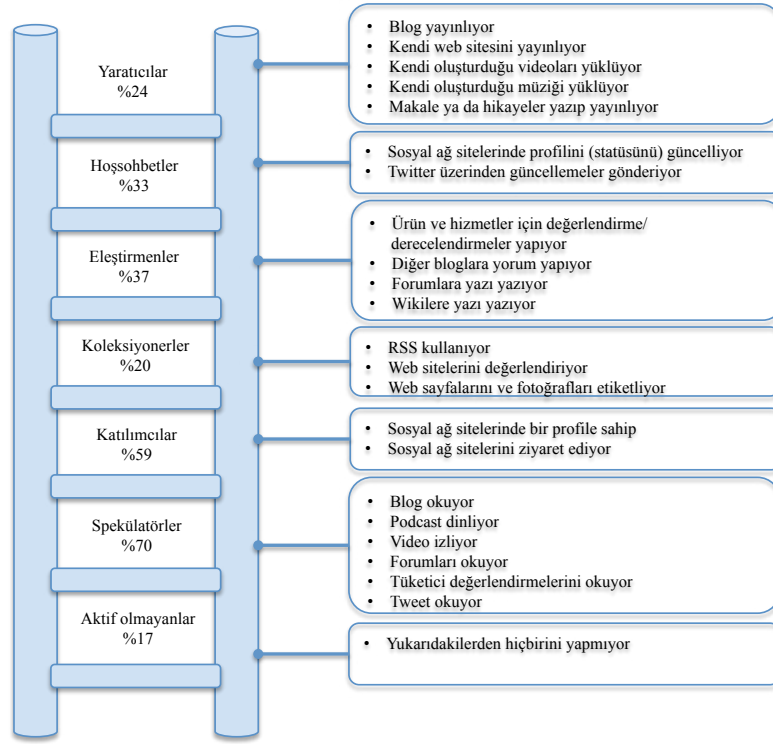 Yaratıcılar
%24
• Blog yayınlıyor
• Kendi web sitesini yayınlıyor
• Kendi oluşturduğu videoları yüklüyor
• Kendi oluşturduğu müziği yüklüyor
• Makale ya da hikayeler yazıp yayınlıyor
Hoşsohbetler
%33
• Sosyal ağ sitelerinde profilini (statüsünü) güncelliyor
• Twitter üzerinden güncellemeler gönderiyor
Eleştirmenler
%37
• Ürün ve hizmetler için değerlendirme/
derecelendirmeler yapıyor
• Diğer bloglara yorum yapıyor
• Forumlara yazı yazıyor
• Wikilere yazı yazıyor
Koleksiyonerler
%20
• RSS kullanıyor
• Web sitelerini değerlendiriyor
• Web sayfalarını ve fotoğrafları etiketliyor
Katılımcılar
%59
• Sosyal ağ sitelerinde bir profile sahip
• Sosyal ağ sitelerini ziyaret ediyor
Spekülatörler
%70
• Blog okuyor
• Podcast dinliyor
• Video izliyor
• Forumları okuyor
• Tüketici değerlendirmelerini okuyor
• Tweet okuyor
Aktif olmayanlar
%17
• Yukarıdakilerden hiçbirini yapmıyor